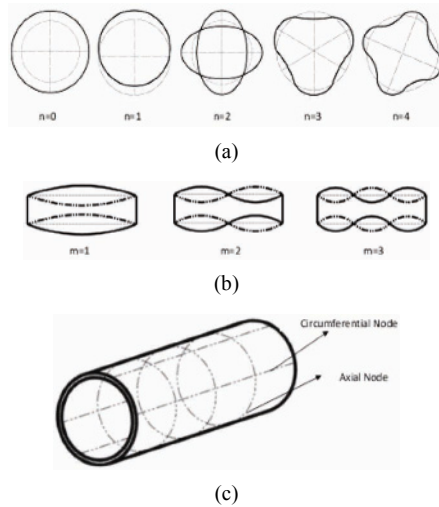 n=0 n=1 n=2 n=3 n=4
(a)
m=1 m=2 m=3
(b)
Circumferential Node
Axial Node
(c)